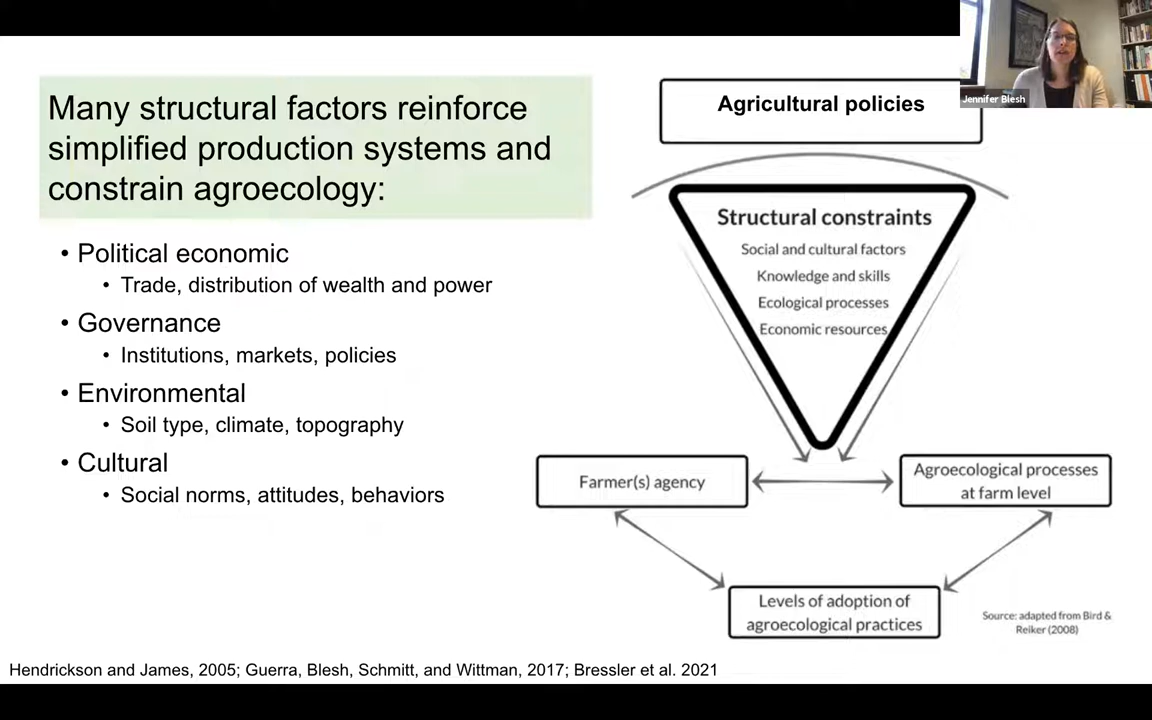 Many structural factors reinforce
simplified production systems and
constrain agroecology:
• Political economic
• Trade, distribution of wealth and power
• Governance
• Institutions, markets, policies
• Environmental
• Soil type, climate, topography
• Cultural
• Social norms, attitudes, behaviors
Agricultural policies
Jennifer Blesh
Structural constraints
Social and cultural factors
Knowledge and skills
Ecological processes
Economic resources
Farmer(s) agency
Agroecological processes
at farm level
Levels of adoption of
agroecological practices
Source: adapted from Bird &
Reiker (2008)
Hendrickson and James, 2005; Guerra, Blesh, Schmitt, and Wittman, 2017; Bressler et al. 2021